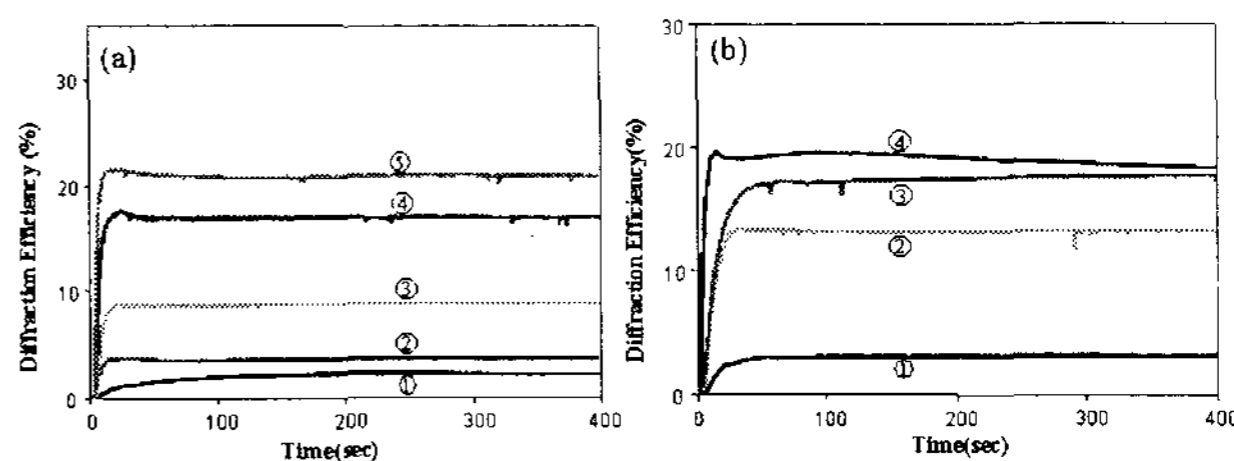 (a)
Diffraction Efficiency (%)
30
20
10
0
⑤
④
③
②
①
0 100 200 300 400
Time(sec)
(b)
Diffraction Efficiency(%)
30
20
10
0
④
③
②
①
0 100 200 300 400
Time(sec)